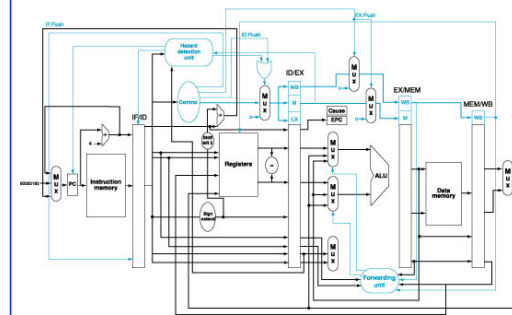 IF.Flush
EX.Flush
ID.Flush
Hazard
detection
unit
ID/EX
M
u
x
WB
Control
M
u
x
M
EX
M
u
x
EX/MEM
WB
M
Cause
EPC
MEM/WB
WB
IF/ID
4
Shift
left 2
Registers
=
M
u
x
M
u
x
PC
Instruction
memory
M
u
x
ALU
Data
memory
M
u
x
Sign
extend
M
u
x
Forwarding
unit